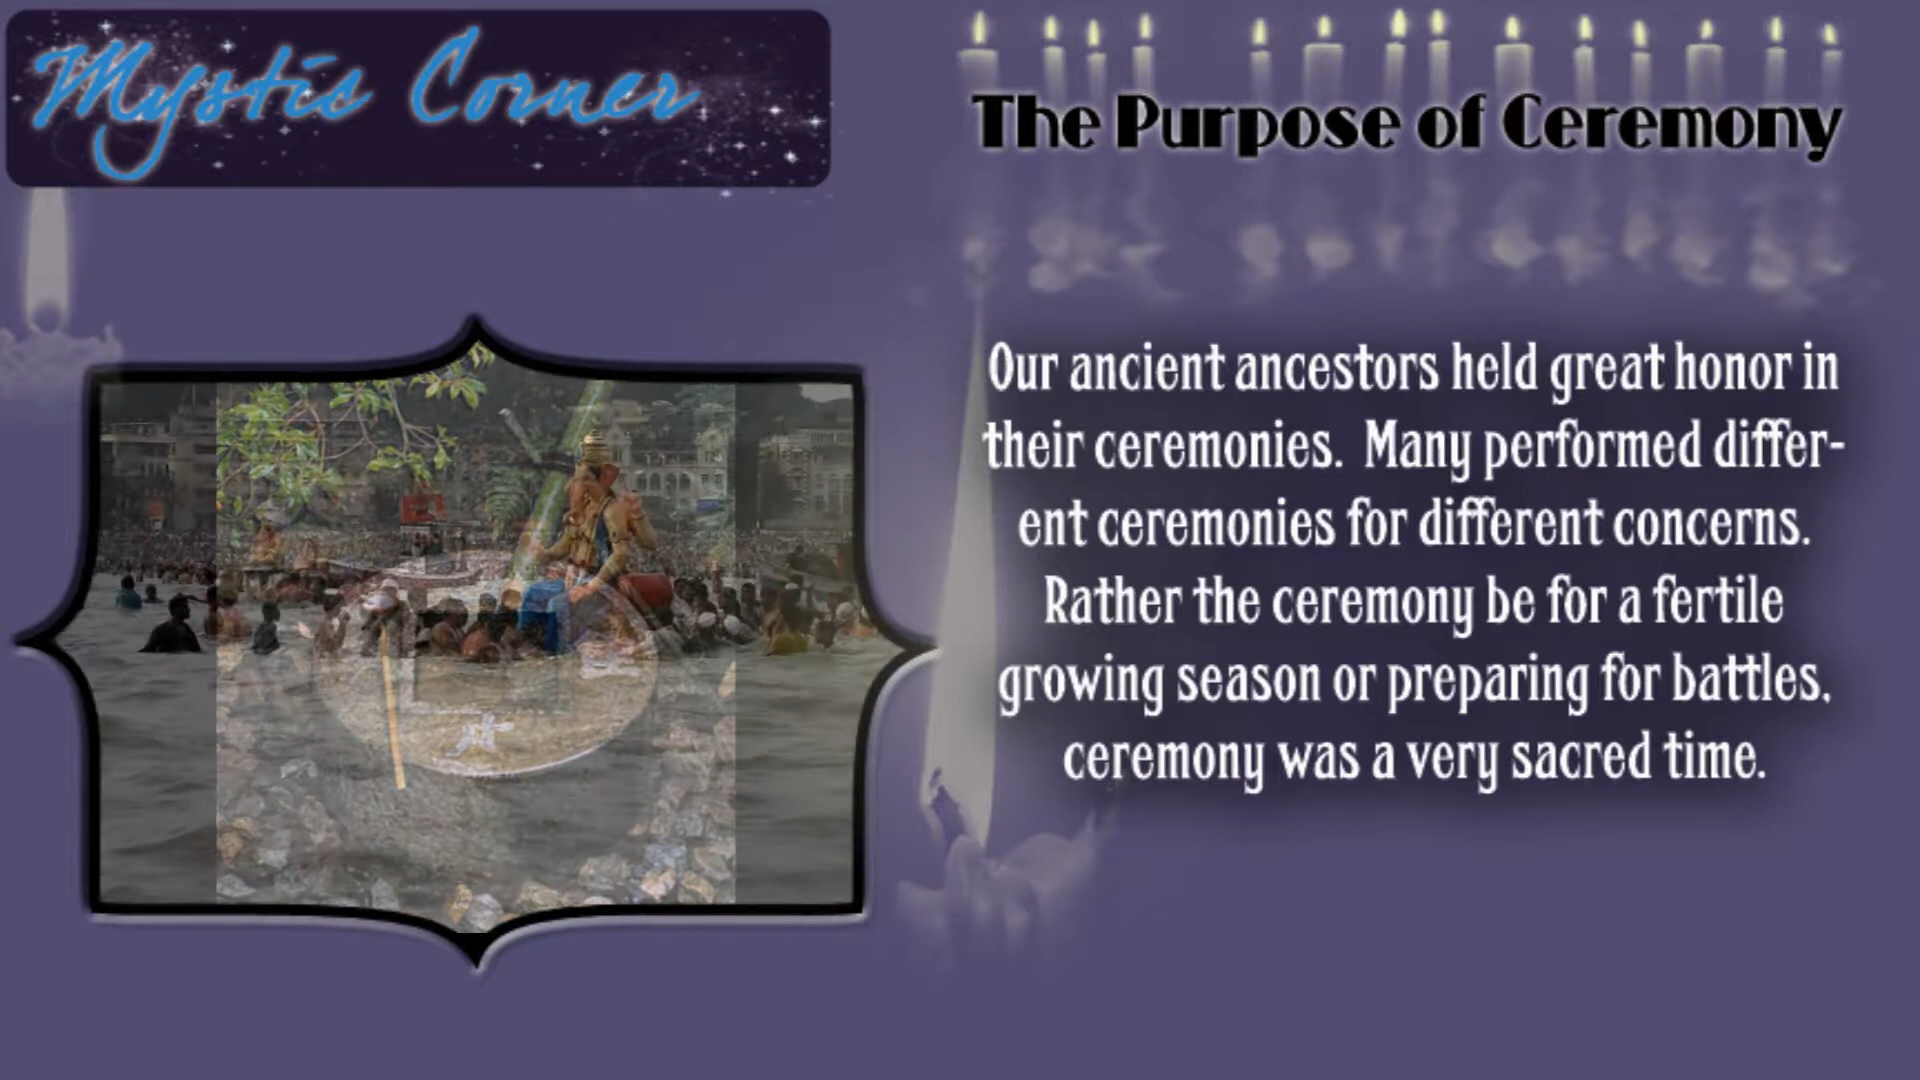 Mystic Corner
The Purpose of Ceremony
Our ancient ancestors held great honor in
their ceremonies.  Many performed differ-
ent ceremonies for different concerns.
Rather the ceremony be for a fertile
growing season or preparing for battles,
ceremony was a very sacred time.